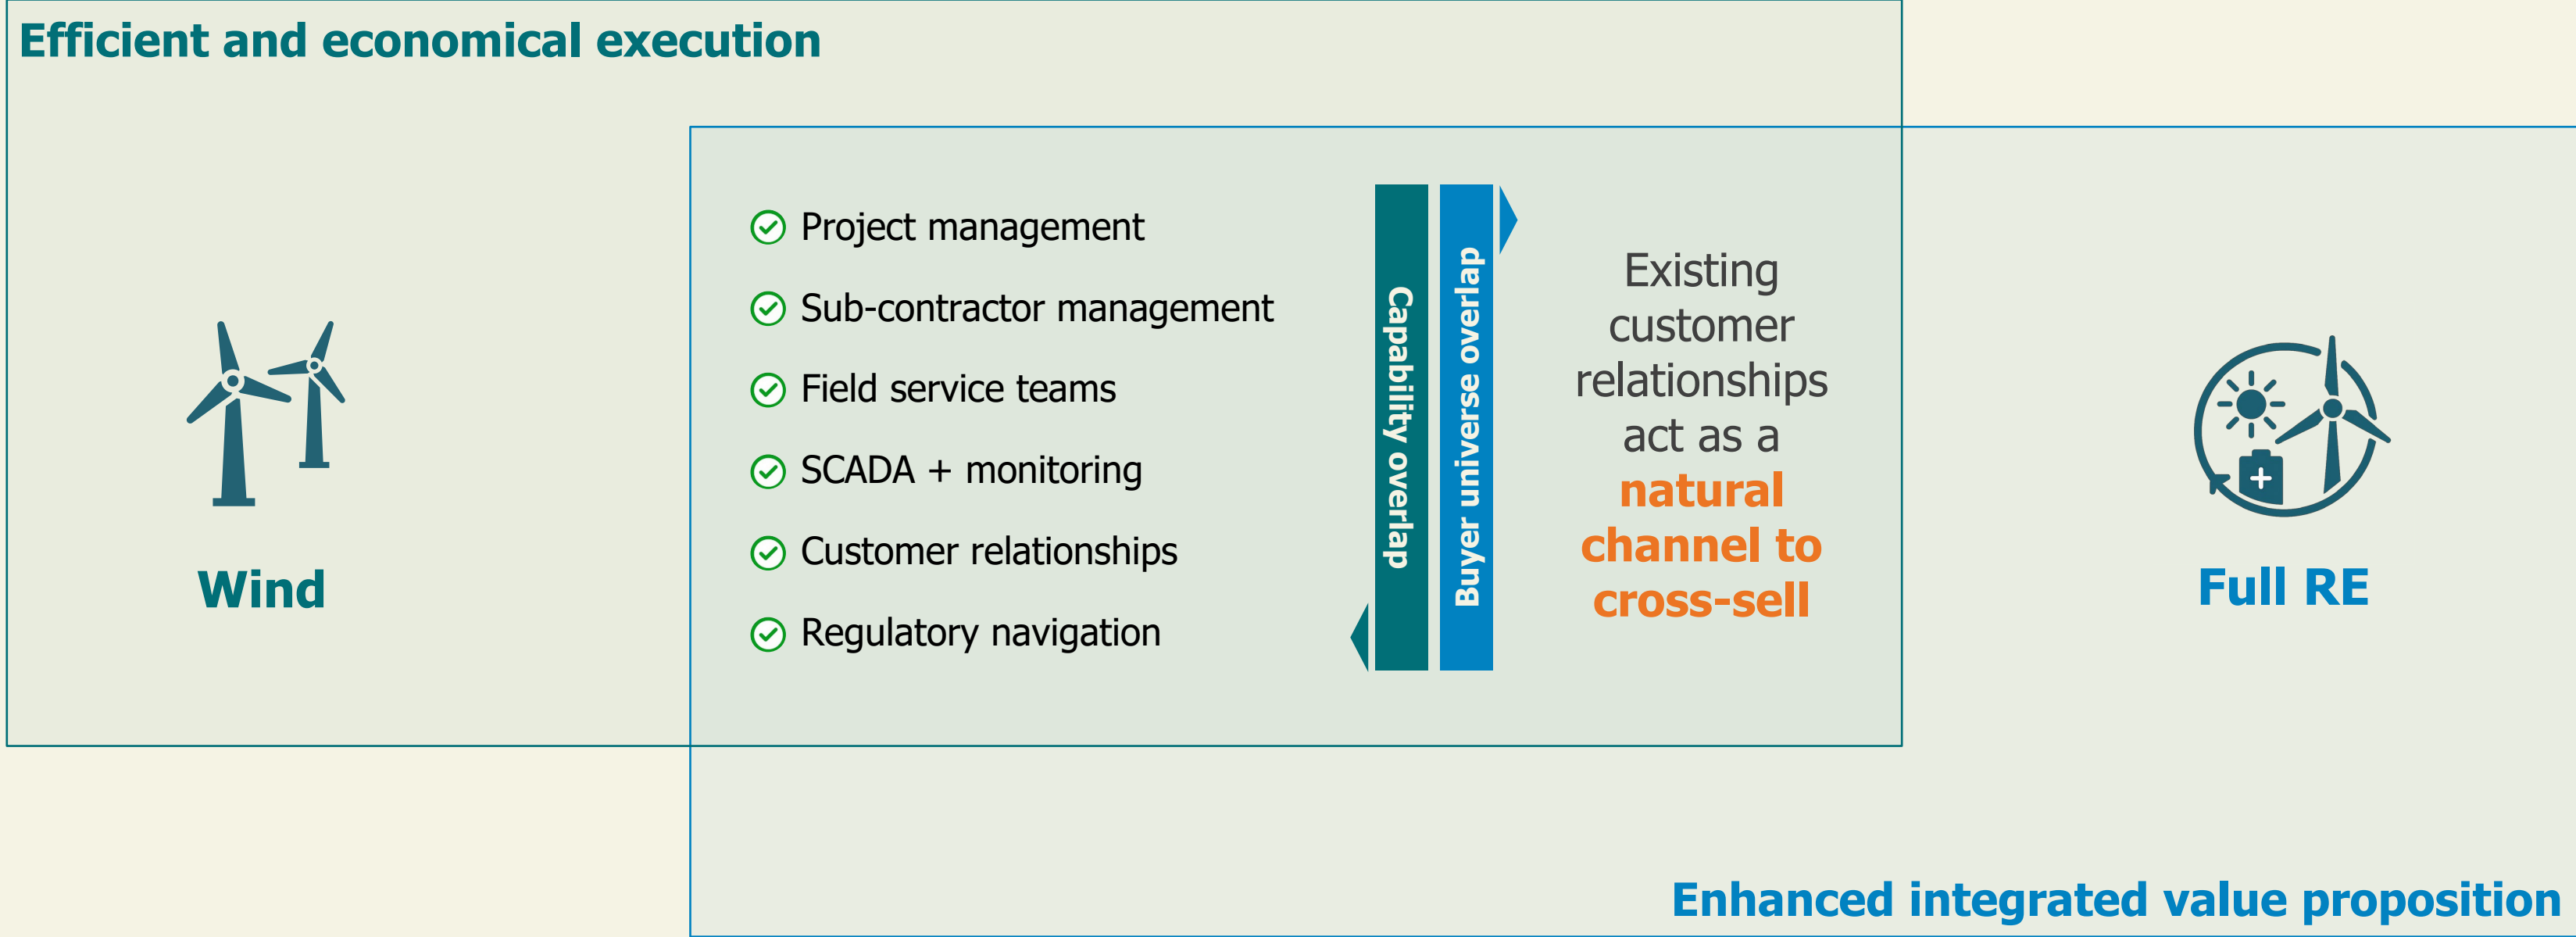 Efficient and economical execution
Wind
Project management
Sub-contractor management
Field service teams
SCADA + monitoring
Customer relationships
Regulatory navigation
Capability overlap
Buyer universe overlap
Existing
customer
relationships
act as a
natural
channel to
cross-sell
Full RE
Enhanced integrated value proposition